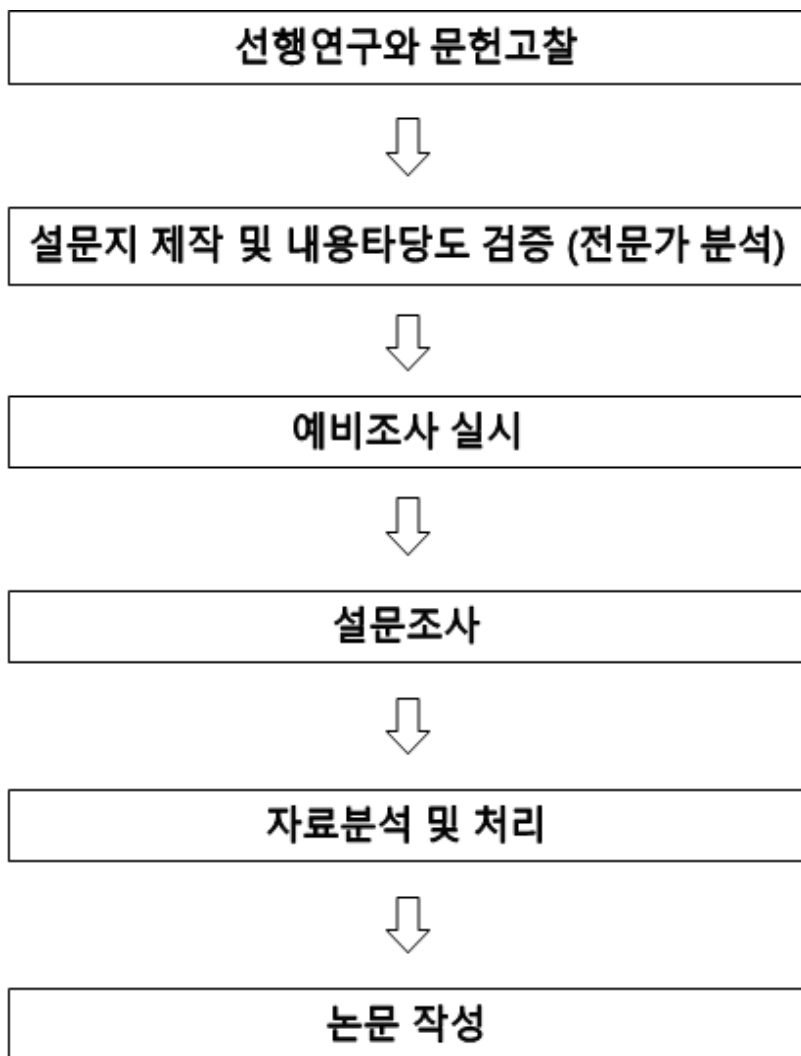 선행연구와 문헌고찰
설문지 제작 및 내용타당도 검증 (전문가 분석)
예비조사 실시
설문조사
자료분석 및 처리
논문 작성